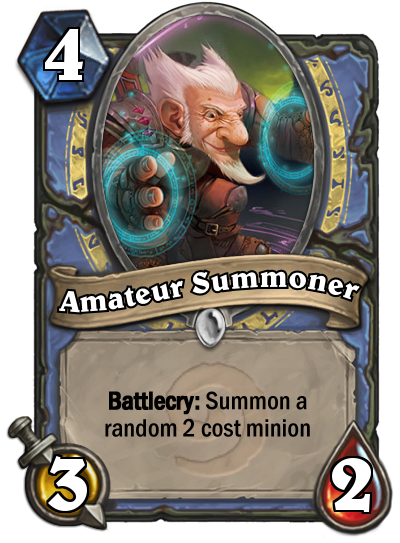 4
Amateur Summoner
Battlecry: Summon a
random 2 cost minion
3
2